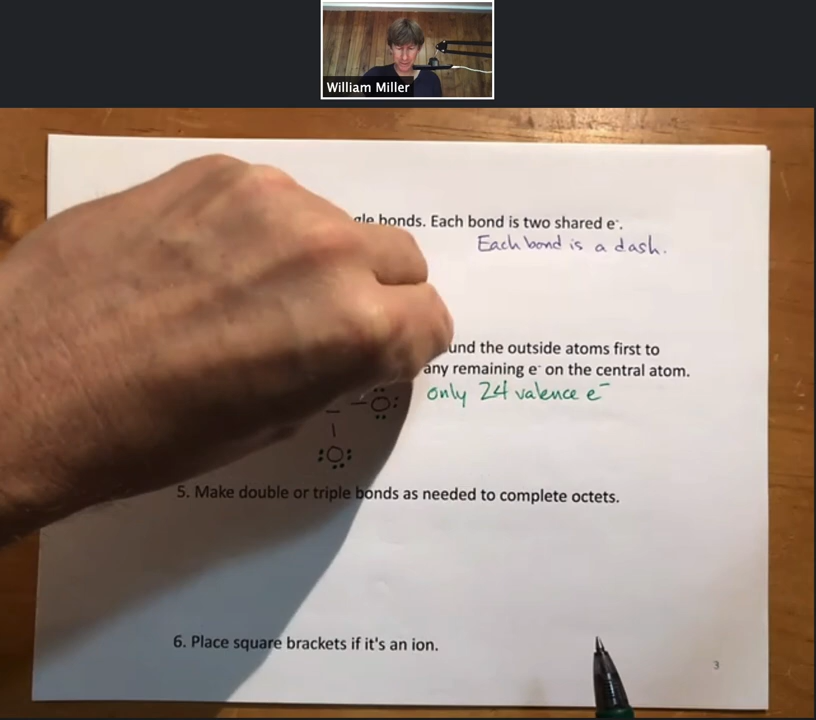 William Miller
gle bonds. Each bond is two shared e⁻.
Each bond is a dash.
und the outside atoms first to
any remaining e⁻ on the central atom.
only 24 valence e⁻
–O:
:O:
5. Make double or triple bonds as needed to complete octets.
6. Place square brackets if it's an ion.
3